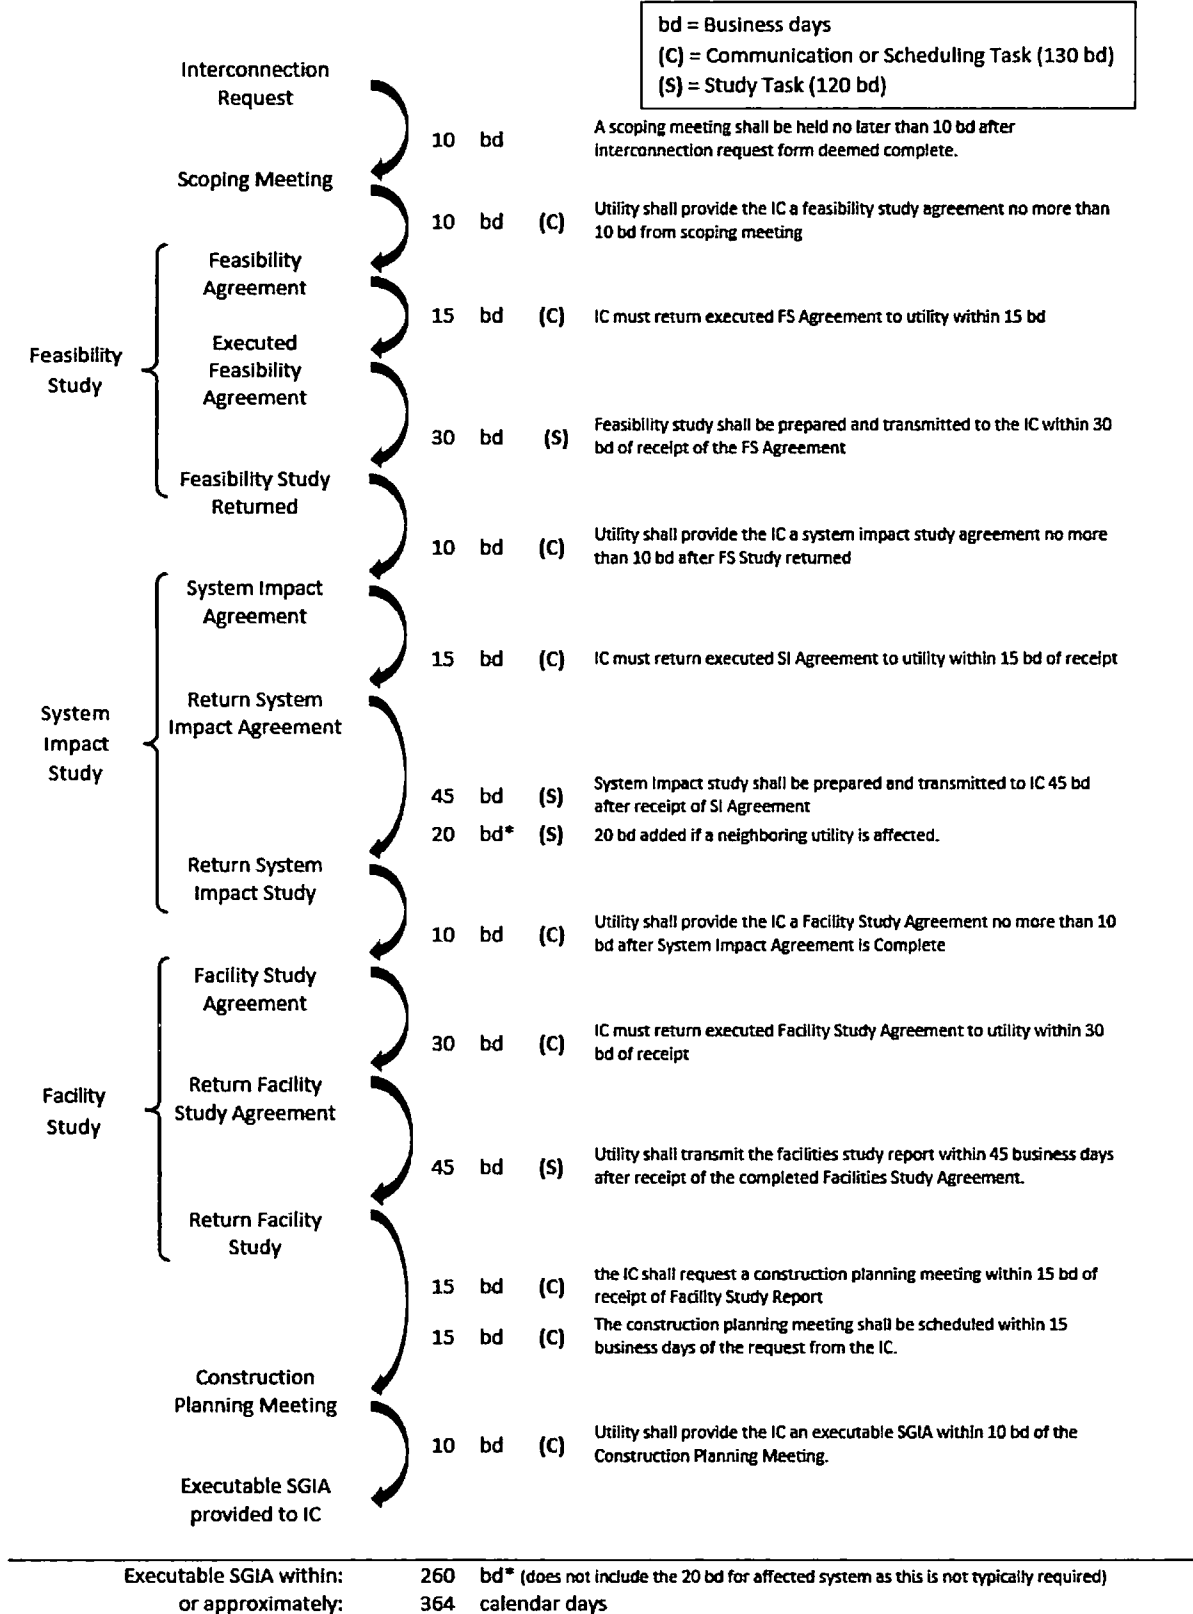 bd = Business days
(C) = Communication or Scheduling Task (130 bd)
(S) = Study Task (120 bd)
Interconnection
Request
10 bd
A scoping meeting shall be held no later than 10 bd after
interconnection request form deemed complete.
Scoping Meeting
10 bd (C)
Utility shall provide the IC a feasibility study agreement no more than
10 bd from scoping meeting
Feasibility
Study
Feasibility
Agreement
15 bd (C)
IC must return executed FS Agreement to utility within 15 bd
Executed
Feasibility
Agreement
30 bd (S)
Feasibility study shall be prepared and transmitted to the IC within 30
bd of receipt of the FS Agreement
Feasibility Study
Returned
10 bd (C)
Utility shall provide the IC a system impact study agreement no more
than 10 bd after FS Study returned
System
Impact
Study
System Impact
Agreement
15 bd (C)
IC must return executed SI Agreement to utility within 15 bd of receipt
Return System
Impact Agreement
45 bd (S)
System Impact study shall be prepared and transmitted to IC 45 bd
after receipt of SI Agreement
20 bd* (S)
20 bd added if a neighboring utility is affected.
Return System
Impact Study
10 bd (C)
Utility shall provide the IC a Facility Study Agreement no more than 10
bd after System Impact Agreement is Complete
Facility
Study
Facility Study
Agreement
30 bd (C)
IC must return executed Facility Study Agreement to utility within 30
bd of receipt
Return Facility
Study Agreement
45 bd (S)
Utility shall transmit the facilities study report within 45 business days
after receipt of the completed Facilities Study Agreement.
Return Facility
Study
15 bd (C)
the IC shall request a construction planning meeting within 15 bd of
receipt of Facility Study Report
15 bd (C)
The construction planning meeting shall be scheduled within 15
business days of the request from the IC.
Construction
Planning Meeting
10 bd (C)
Utility shall provide the IC an executable SGIA within 10 bd of the
Construction Planning Meeting.
Executable SGIA
provided to IC
Executable SGIA within: 260 bd* (does not include the 20 bd for affected system as this is not typically required)
or approximately: 364 calendar days